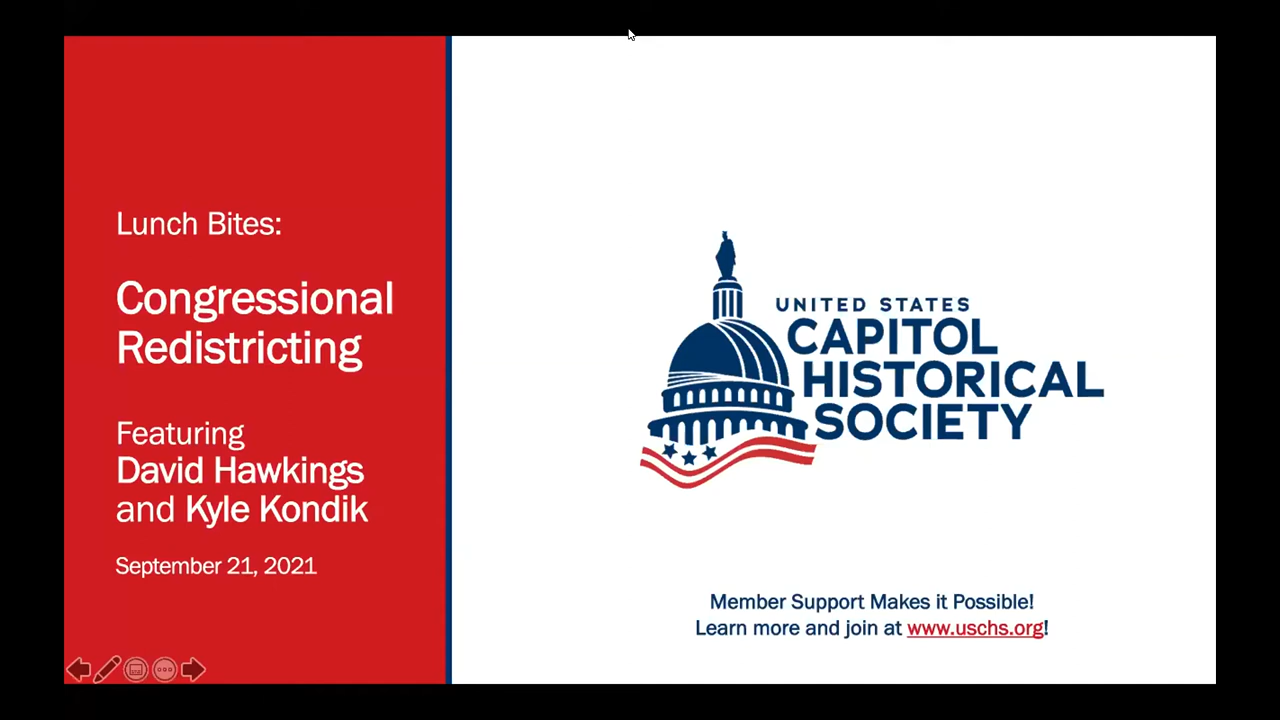 Lunch Bites:
Congressional
Redistricting
Featuring
David Hawkings
and Kyle Kondik
September 21, 2021
UNITED STATES
CAPITOL
HISTORICAL
SOCIETY
Member Support Makes it Possible!
Learn more and join at www.uschs.org!